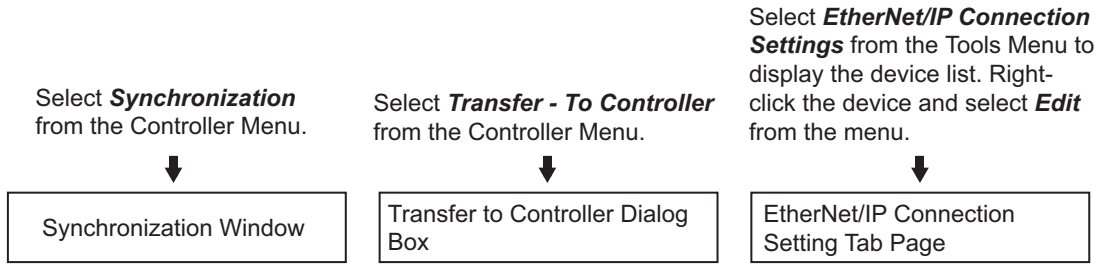 Select Synchronization
from the Controller Menu.
Synchronization Window
Select Transfer - To Controller
from the Controller Menu.
Transfer to Controller Dialog
Box
Select EtherNet/IP Connection
Settings from the Tools Menu to
display the device list. Right-
click the device and select Edit
from the menu.
EtherNet/IP Connection
Setting Tab Page